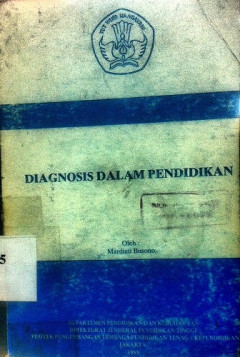 TUT WURI HANDAYANI
DIAGNOSIS DALAM PENDIDIKAN
Oleh :
Mardiati Busono
5
DEPARTEMEN PENDIDIKAN DAN KEBUDAYAAN
DIREKTORAT JENDERAL PENDIDIKAN TINGGI
PROYEK PENGEMBANGAN LEMBAGA PENDIDIKAN TENAGA KEPENDIDIKAN
JAKARTA